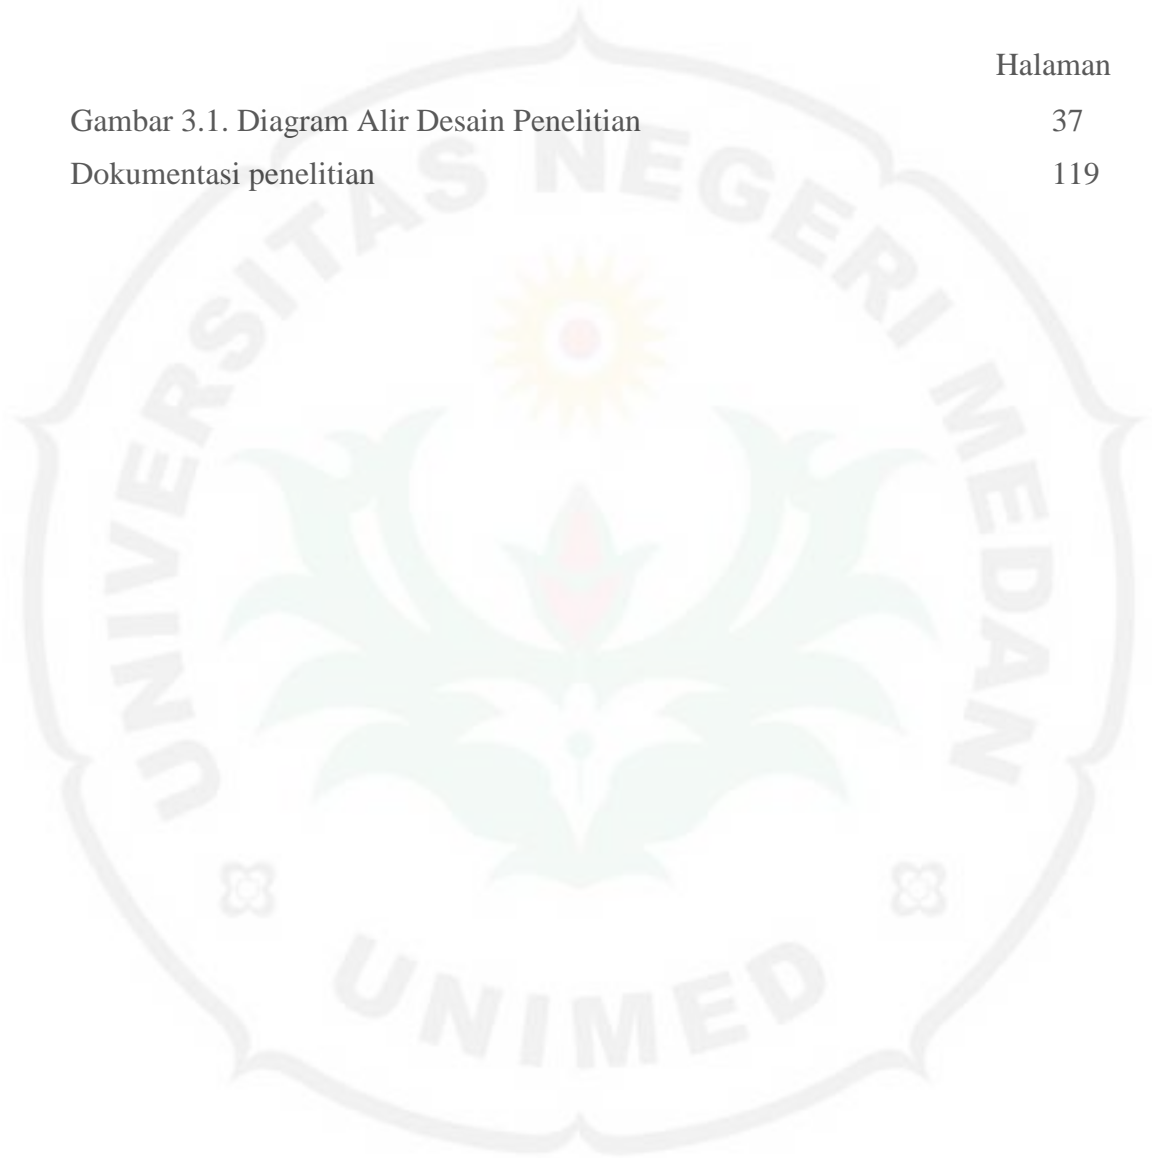 Halaman
Gambar 3.1. Diagram Alir Desain Penelitian 37
Dokumentasi penelitian 119
UNIVERSITAS NEGERI MEDAN
UNIMED